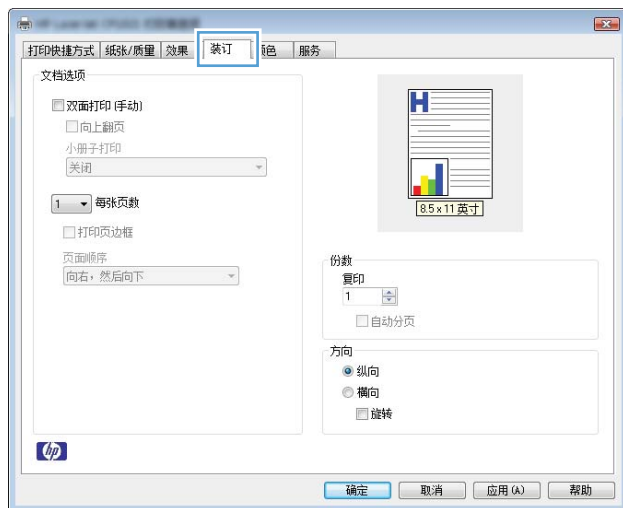 打印快捷方式 纸张/质量 效果 装订 颜色 服务
文档选项
双面打印(手动)
向上翻页
小册子打印
关闭
1 每张页数
打印页边框
页面顺序
向右，然后向下
H
8.5 x 11 英寸
份数
复印
1
自动分页
方向
纵向
横向
旋转
hp
确定 取消 应用(A) 帮助